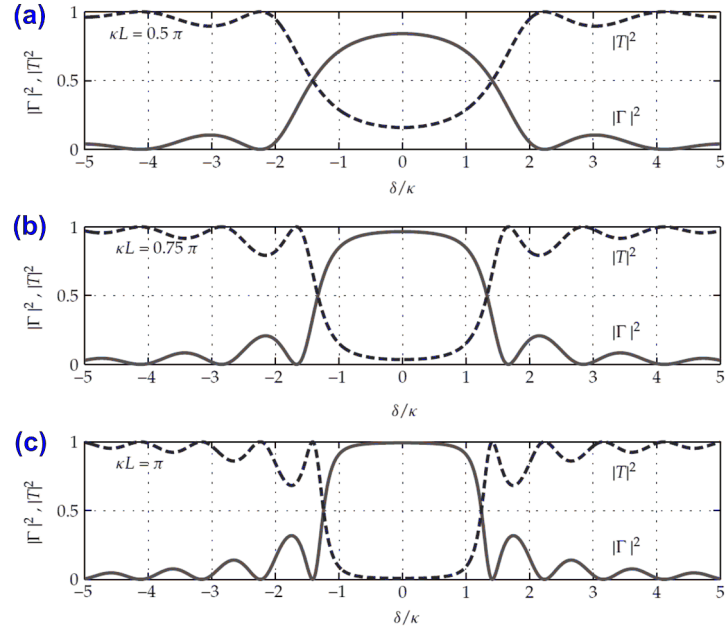 (a)
κL = 0.5 π
|T|²
|Γ|²
|Γ|², |T|²
1
0.5
0
−5 −4 −3 −2 −1 0 1 2 3 4 5
δ/κ
(b)
κL = 0.75 π
|T|²
|Γ|²
|Γ|², |T|²
1
0.5
0
−5 −4 −3 −2 −1 0 1 2 3 4 5
δ/κ
(c)
κL = π
|T|²
|Γ|²
|Γ|², |T|²
1
0.5
0
−5 −4 −3 −2 −1 0 1 2 3 4 5
δ/κ